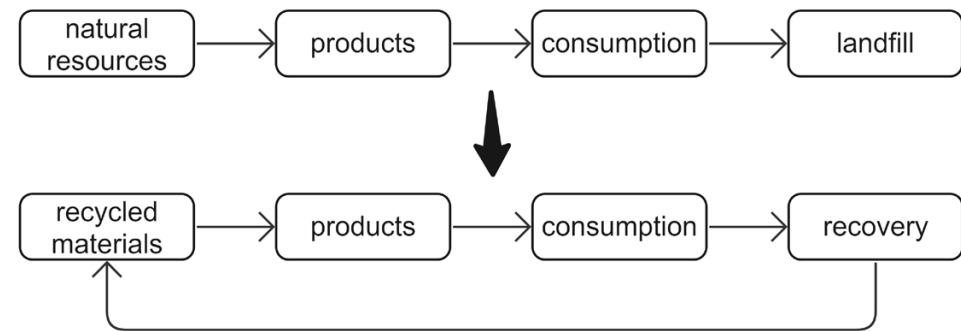 natural
resources
products
consumption
landfill
recycled
materials
products
consumption
recovery